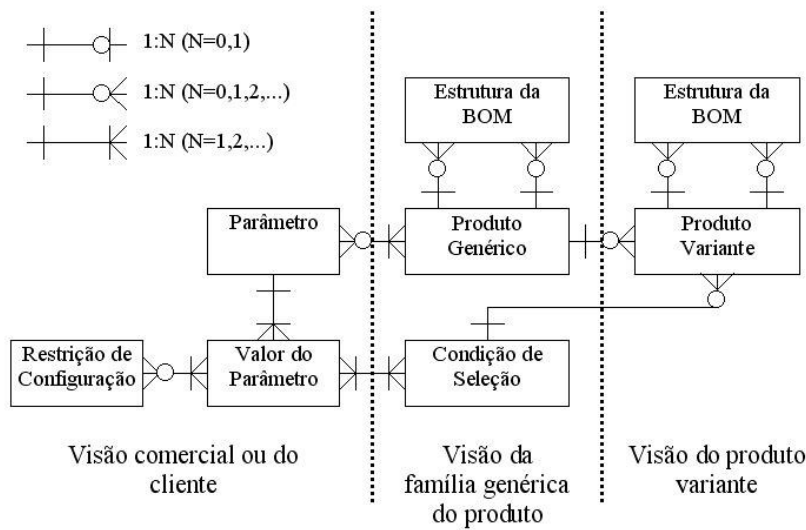 1:N (N=0,1)
1:N (N=0,1,2,...)
1:N (N=1,2,...)
Estrutura da
BOM
Estrutura da
BOM
Parâmetro
Produto
Genérico
Produto
Variante
Restrição de
Configuração
Valor do
Parâmetro
Condição de
Seleção
Visão comercial ou do
cliente
Visão da
família genérica
do produto
Visão do produto
variante